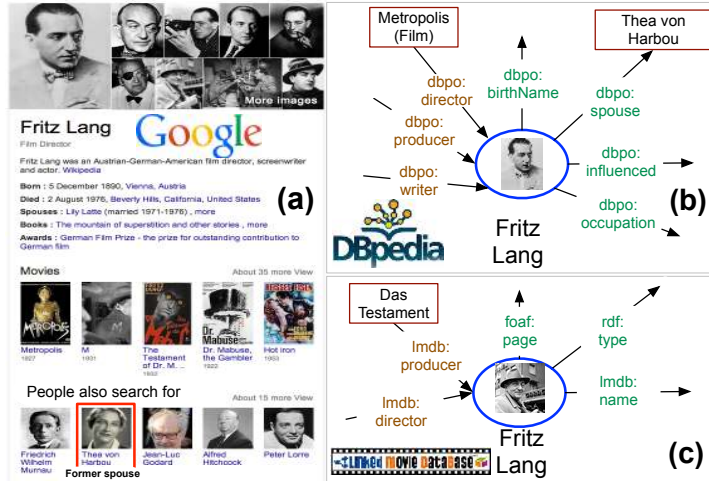 More images
Fritz Lang
Google
Film Director
Fritz Lang was an Austrian-German-American film director, screenwriter
and actor. Wikipedia
Born : 5 December 1890, Vienna, Austria
Died : 2 August 1976, Beverly Hills, California, United States
Spouses : Lily Latte (married 1971-1976) , more
Books : The mountain of superstition and other stories , more
Awards : German Film Prize - the prize for outstanding contribution to
German film
(a)
Movies
About 35 more View
METROPOLIS
M
Dr. Mabuse
Metropolis
1927
M
1931
The
Testament
of Dr. M ...
1932
Dr. Mabuse,
the Gambler
1922
Hot iron
1953
People also search for
About 15 more View
Friedrich
Wilhelm
Murnau
Thea von
Harbou
Jean-Luc
Godard
Alfred
Hitchcock
Peter Lorre
Former spouse
Metropolis
(Film)
Thea von
Harbou
dbpo:
director
dbpo:
birthName
dbpo:
spouse
dbpo:
producer
dbpo:
influenced
dbpo:
writer
dbpo:
occupation
Fritz
Lang
DBpedia
(b)
Das
Testament
foaf:
page
rdf:
type
lmdb:
producer
lmdb:
name
lmdb:
director
Fritz
Lang
Linked Movie DataBase
(c)